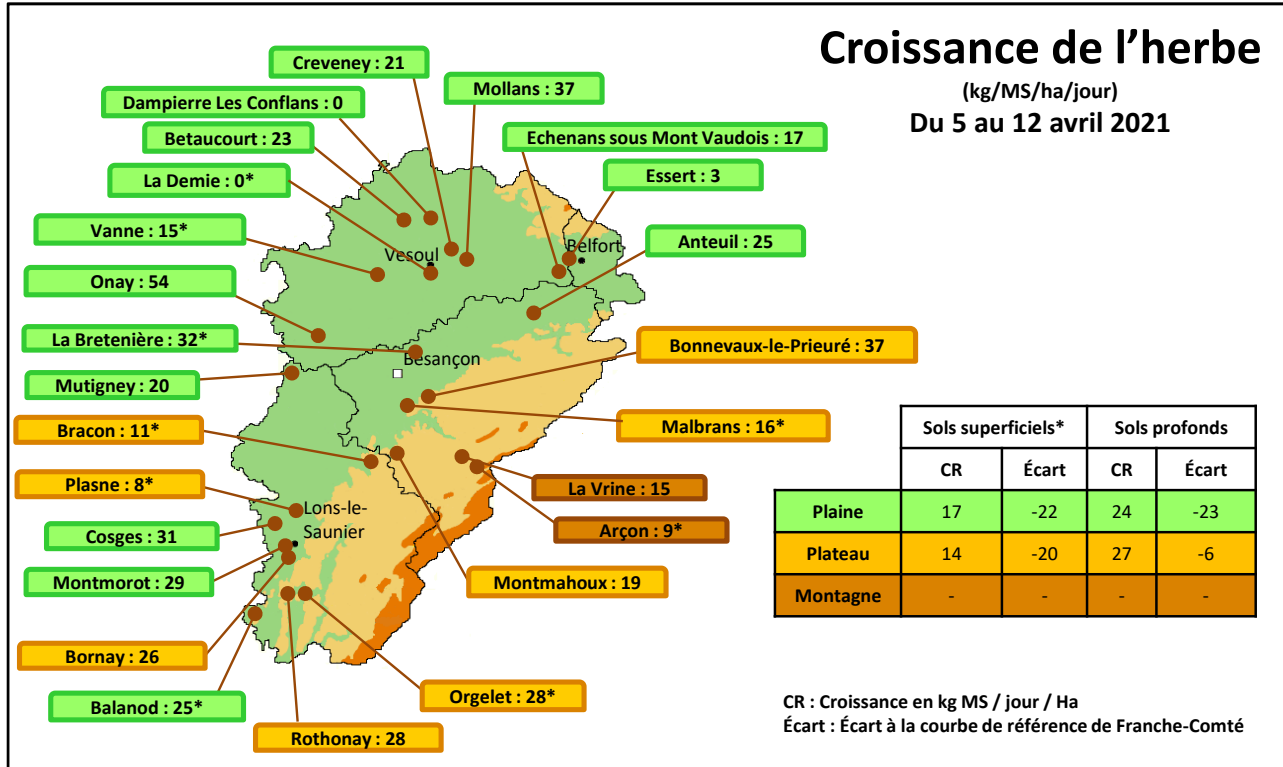 Croissance de l’herbe
(kg/MS/ha/jour)
Du 5 au 12 avril 2021
Creveney : 21
Mollans : 37
Dampierre Les Conflans : 0
Echenans sous Mont Vaudois : 17
Betaucourt : 23
Essert : 3
La Demie : 0*
Vanne : 15*
Anteuil : 25
Vesoul
Belfort
Onay : 54
La Bretenière : 32*
Besançon
Bonnevaux-le-Prieuré : 37
Mutigney : 20
Bracon : 11*
Malbrans : 16*
Plasne : 8*
La Vrine : 15
Lons-le-
Saunier
Cosges : 31
Arçon : 9*
Montmorot : 29
Montmahoux : 19
Bornay : 26
Orgelet : 28*
Balanod : 25*
Rothonay : 28
Sols superficiels* Sols profonds
CR Écart CR Écart
Plaine 17 -22 24 -23
Plateau 14 -20 27 -6
Montagne - - - -
CR : Croissance en kg MS / jour / Ha
Écart : Écart à la courbe de référence de Franche-Comté